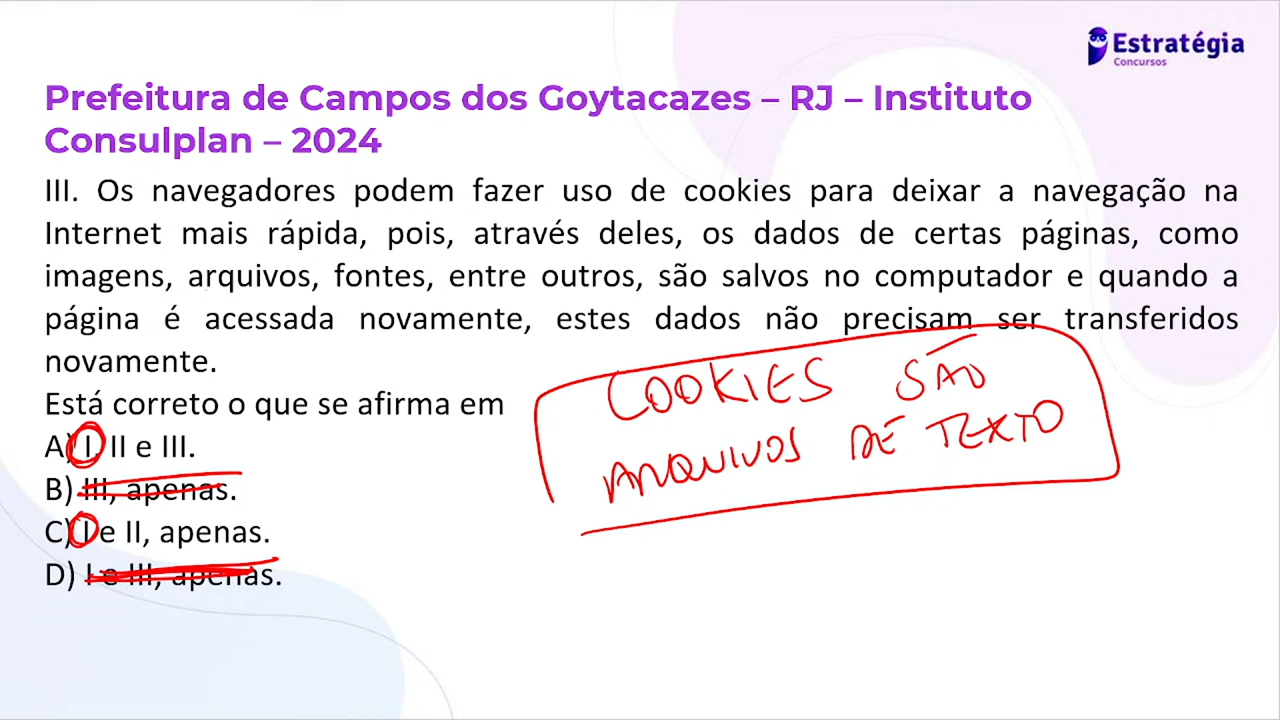 Estratégia
Concursos
Prefeitura de Campos dos Goytacazes – RJ – Instituto
Consulplan – 2024
III. Os navegadores podem fazer uso de cookies para deixar a navegação na
Internet mais rápida, pois, através deles, os dados de certas páginas, como
imagens, arquivos, fontes, entre outros, são salvos no computador e quando a
página é acessada novamente, estes dados não precisam ser transferidos
novamente.
COOKIES SÃO
ARQUIVOS DE TEXTO
Está correto o que se afirma em
A) I, II e III.
B) III, apenas.
C) I e II, apenas.
D) I e III, apenas.